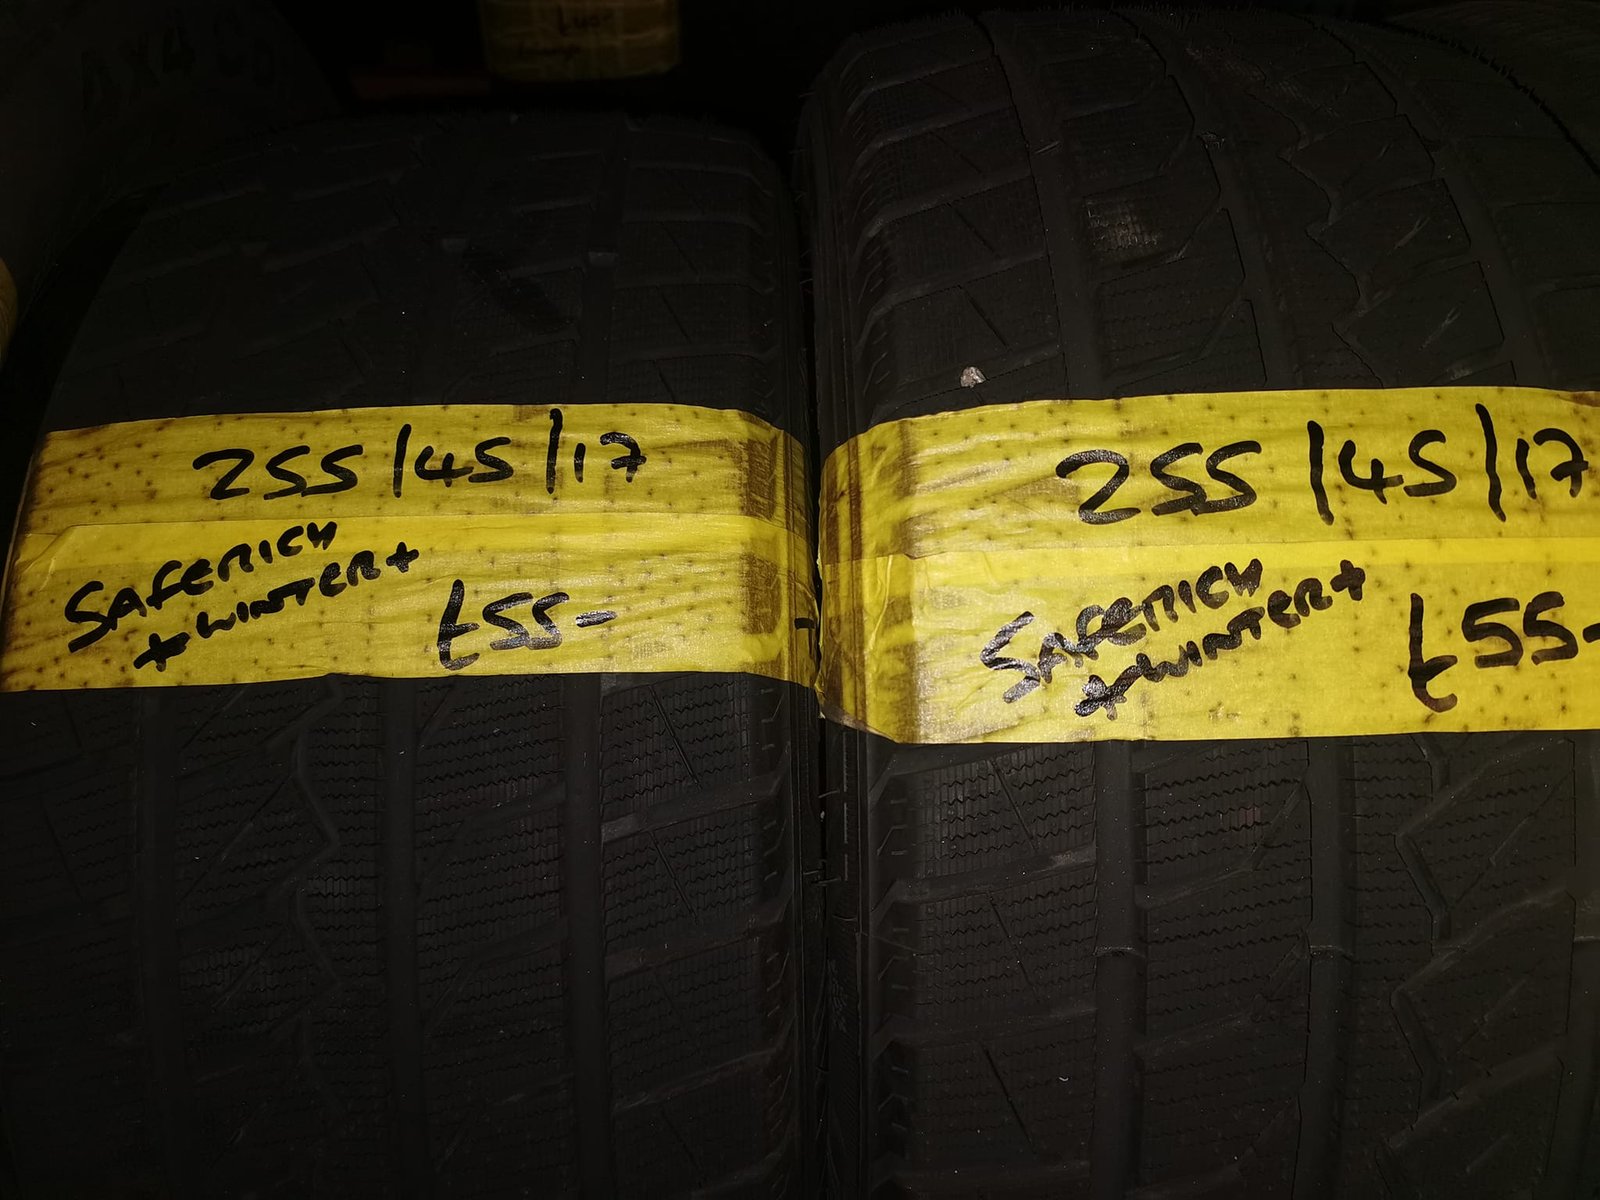 255/45/17
SAFERICH
*WINTER*
£55-
255/45/17
SAFERICH
*WINTER*
£55-